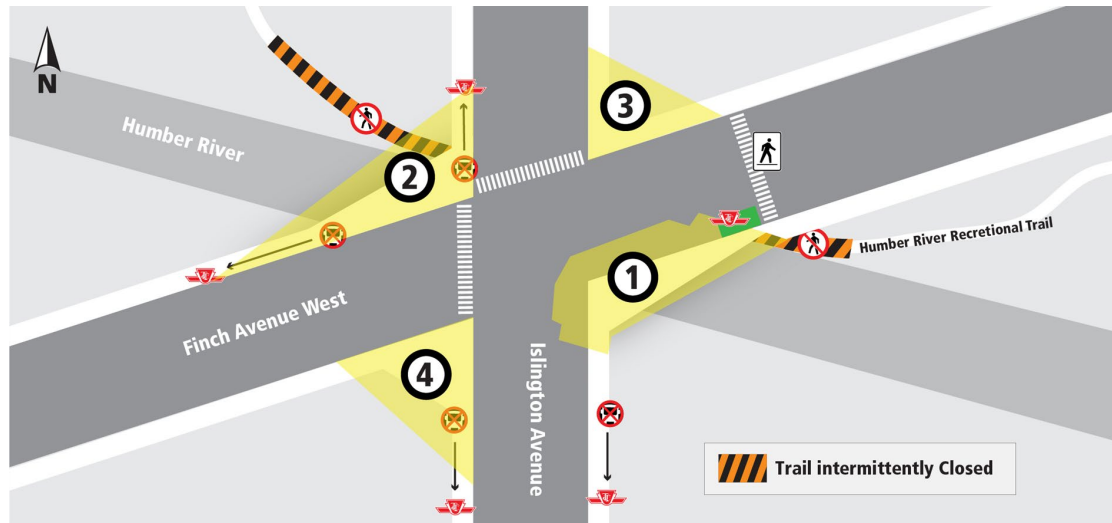 N
Humber River
2
3
Humber River Recretional Trail
1
Finch Avenue West
4
Islington Avenue
Trail intermittently Closed